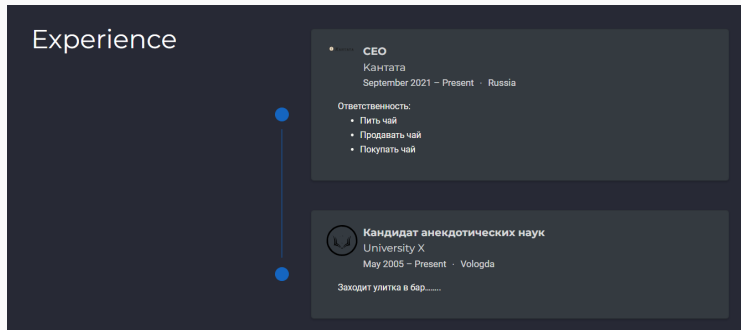 Experience
CEO
Кантата
September 2021 – Present · Russia
Ответственность:
• Пить чай
• Продавать чай
• Покупать чай
Кандидат анекдотических наук
University X
May 2005 – Present · Vologda
Заходит улитка в бар.......